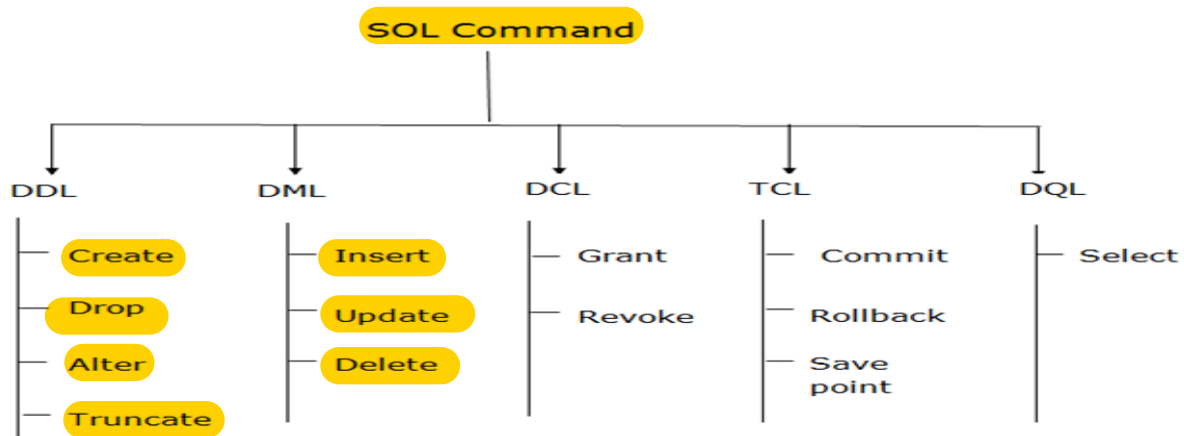 SOL Command
DDL DML DCL TCL DQL
Create Insert Grant Commit Select
Drop Update Revoke Rollback
Alter Delete Save
point
Truncate